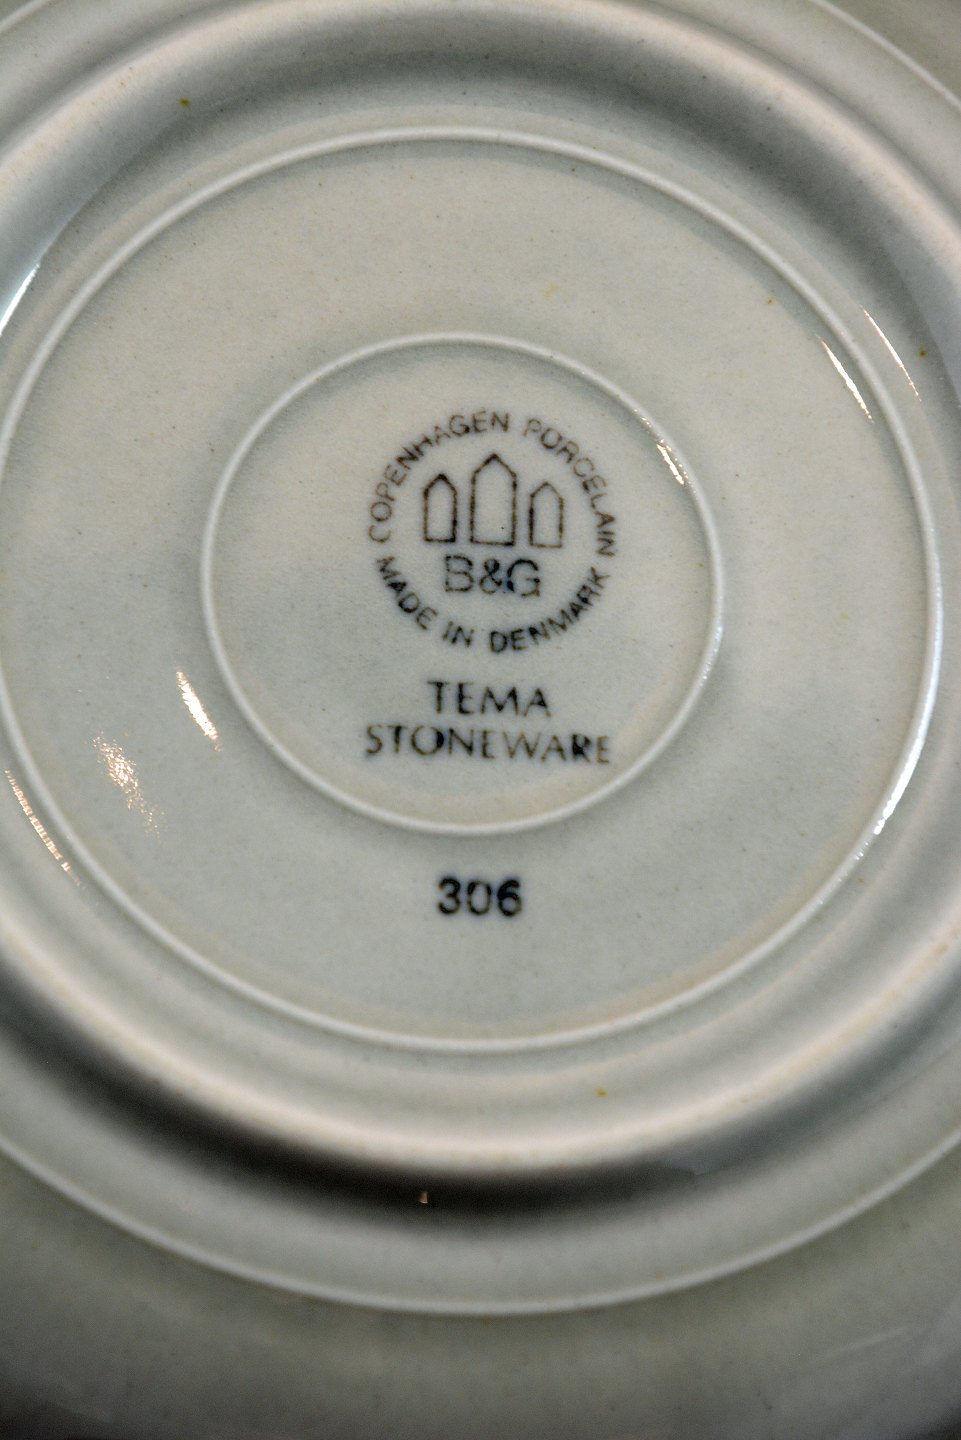 COPENHAGEN PORCELAIN
B&G
MADE IN DENMARK
TEMA
STONEWARE
306